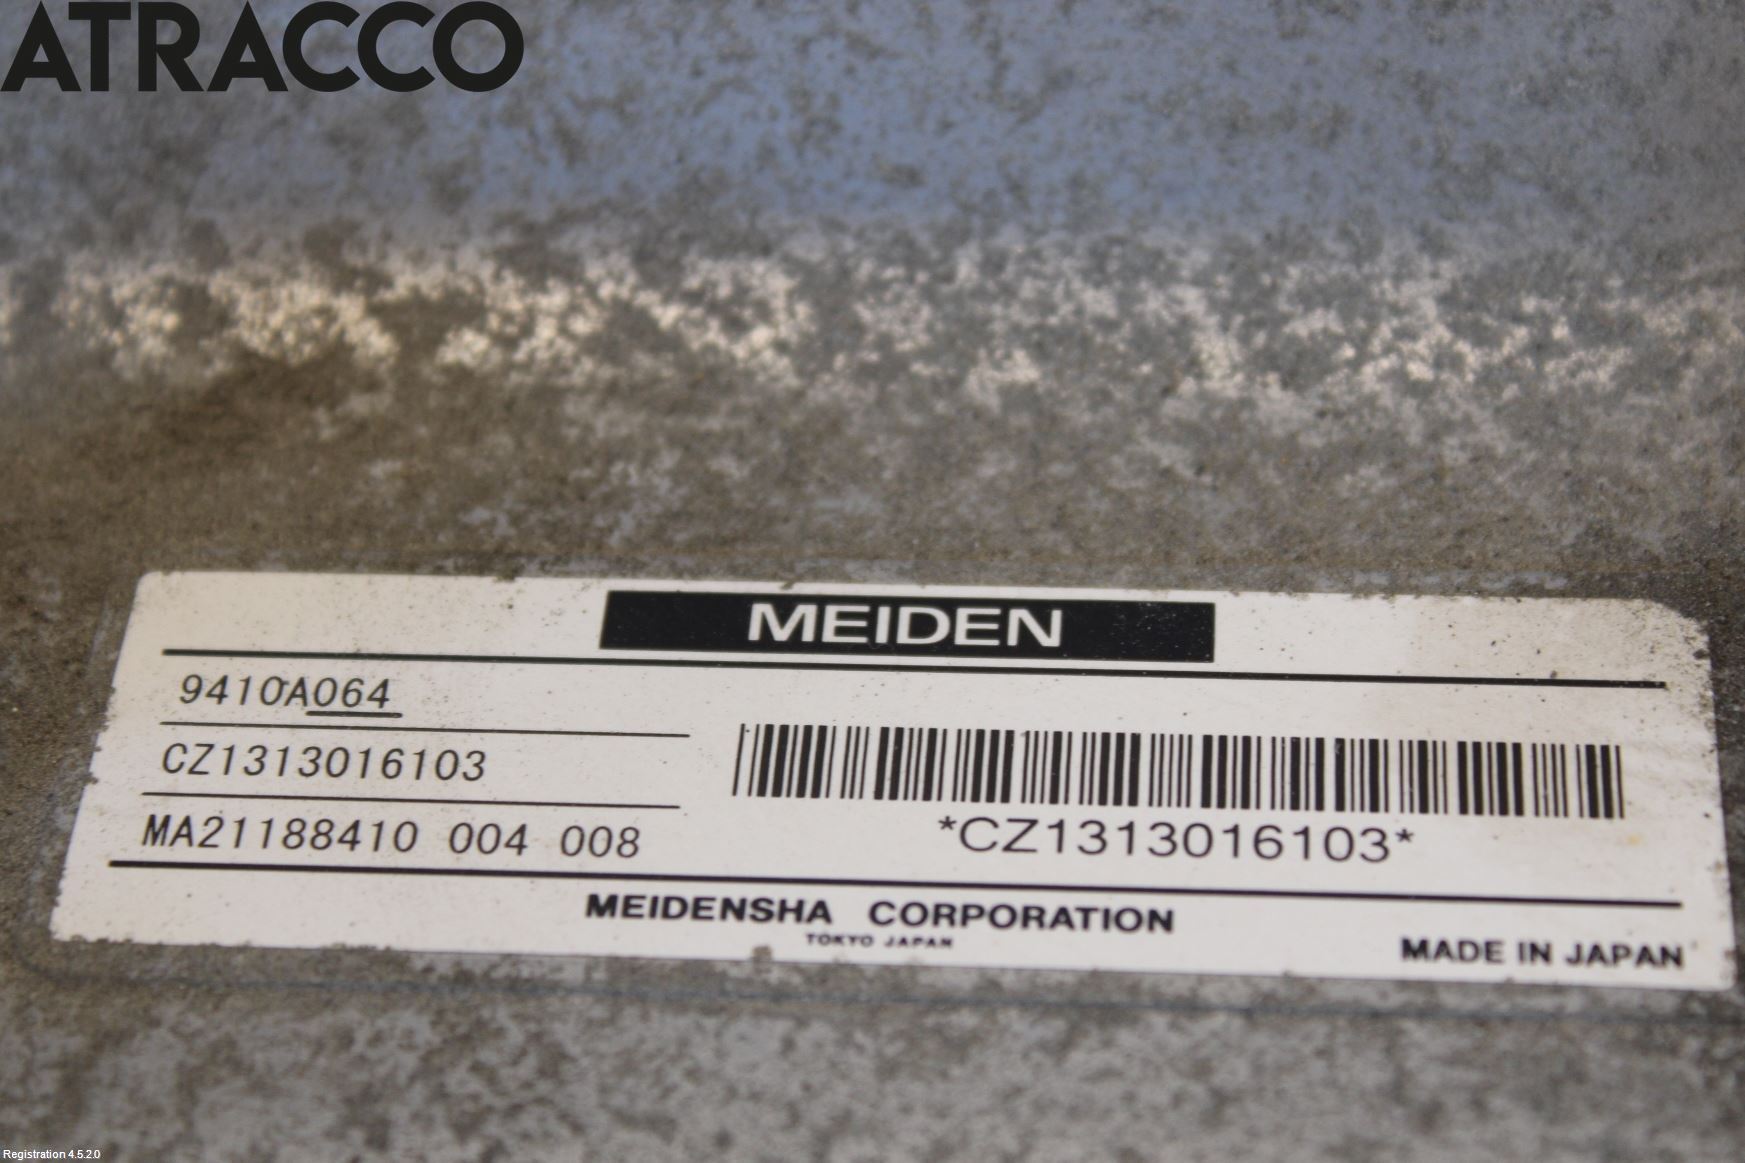 ATRACCO
MEIDEN
9410A064
CZ1313016103
MA21188410 004 008
*CZ1313016103*
MEIDENSHA CORPORATION
TOKYO JAPAN
MADE IN JAPAN
Registration 4.5.2.0